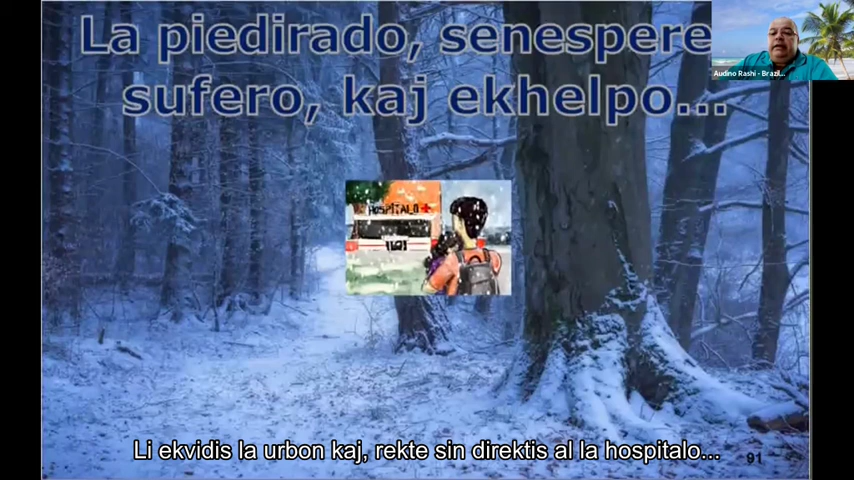 La piedirado, senespere
sufero, kaj ekhelpo...
Audino Rashi - Brazil...
HOSPITALO
Li ekvidis la urbon kaj, rekte sin direktis al la hospitalo...
91